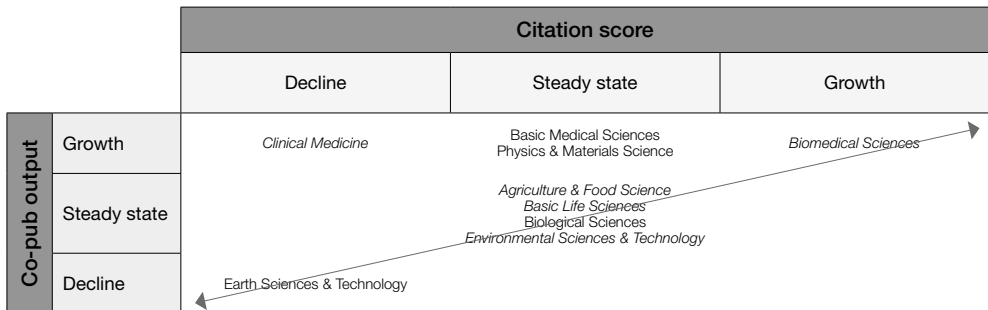 Citation score
Decline Steady state Growth
Co-pub output
Growth Clinical Medicine Basic Medical Sciences Biomedical Sciences
Physics & Materials Science
Steady state Agriculture & Food Science
Basic Life Sciences
Biological Sciences
Environmental Sciences & Technology
Decline Earth Sciences & Technology